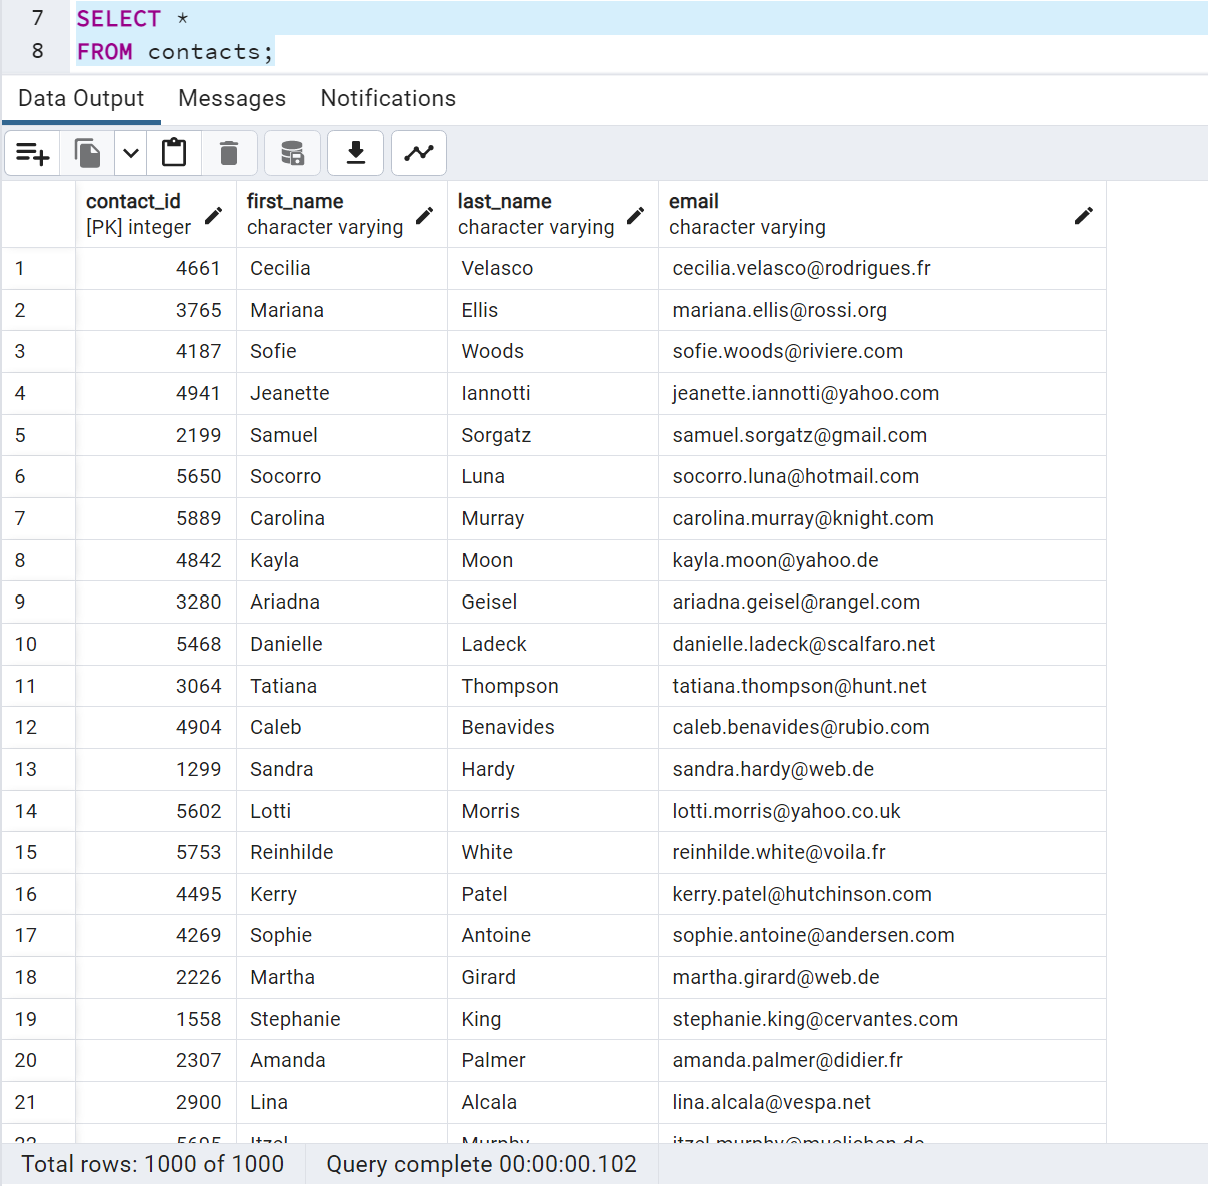 7 SELECT *
8 FROM contacts;
Data Output Messages Notifications
contact_id first_name last_name email
[PK] integer character varying character varying character varying
1 4661 Cecilia Velasco cecilia.velasco@rodrigues.fr
2 3765 Mariana Ellis mariana.ellis@rossi.org
3 4187 Sofie Woods sofie.woods@riviere.com
4 4941 Jeanette Iannotti jeanette.iannotti@yahoo.com
5 2199 Samuel Sorgatz samuel.sorgatz@gmail.com
6 5650 Socorro Luna socorro.luna@hotmail.com
7 5889 Carolina Murray carolina.murray@knight.com
8 4842 Kayla Moon kayla.moon@yahoo.de
9 3280 Ariadna Geisel ariadna.geisel@rangel.com
10 5468 Danielle Ladeck danielle.ladeck@scalfaro.net
11 3064 Tatiana Thompson tatiana.thompson@hunt.net
12 4904 Caleb Benavides caleb.benavides@rubio.com
13 1299 Sandra Hardy sandra.hardy@web.de
14 5602 Lotti Morris lotti.morris@yahoo.co.uk
15 5753 Reinhilde White reinhilde.white@voila.fr
16 4495 Kerry Patel kerry.patel@hutchinson.com
17 4269 Sophie Antoine sophie.antoine@andersen.com
18 2226 Martha Girard martha.girard@web.de
19 1558 Stephanie King stephanie.king@cervantes.com
20 2307 Amanda Palmer amanda.palmer@didier.fr
21 2900 Lina Alcala lina.alcala@vespa.net
22 Itzel Murphy
Total rows: 1000 of 1000 Query complete 00:00:00.102